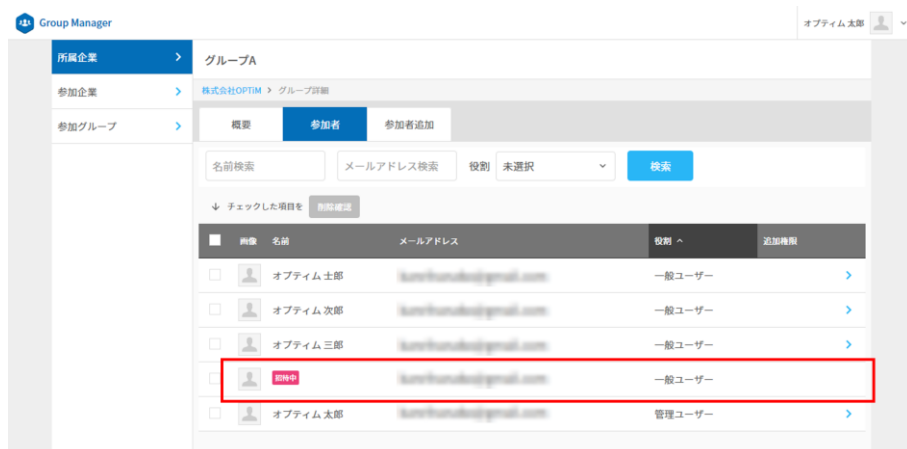 Group Manager
オプティム 太郎
所属企業
参加企業
参加グループ
グループA
株式会社OPTiM > グループ詳細
概要 参加者 参加者追加
名前検索 メールアドレス検索 役割 未選択 検索
チェックした項目を 削除確認
画像 名前 メールアドレス 役割 追加権限
オプティム 士郎 一般ユーザー
オプティム 次郎 一般ユーザー
オプティム 三郎 一般ユーザー
招待中 一般ユーザー
オプティム 太郎 管理ユーザー